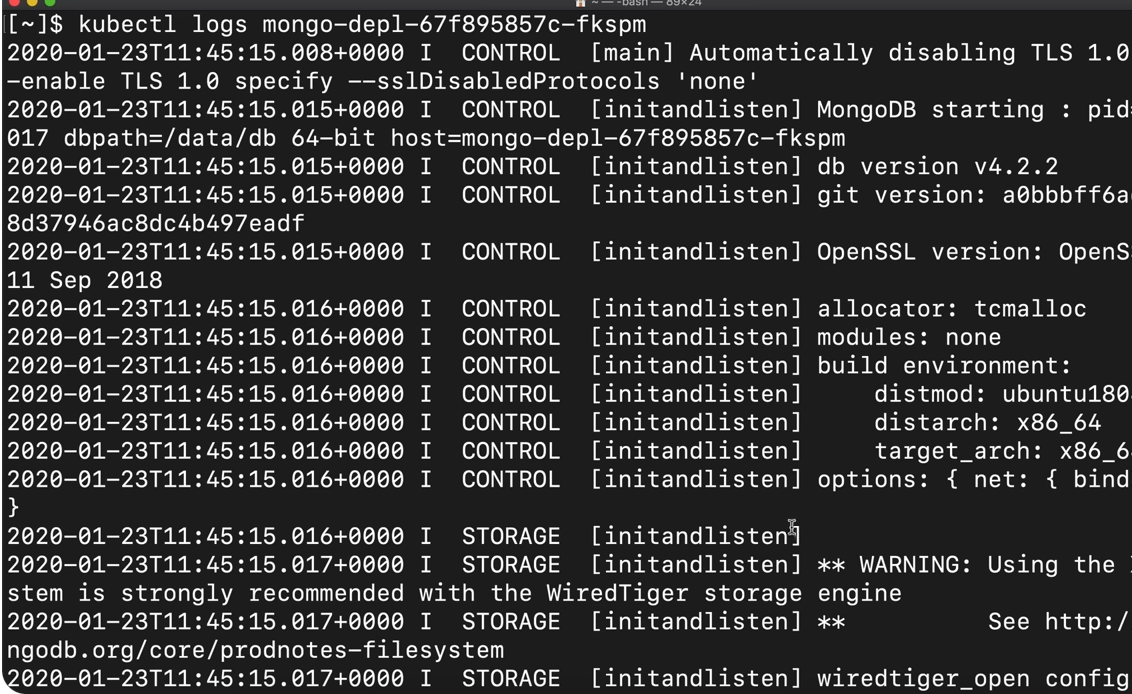 ~ — -bash — 89×24
[~]$ kubectl logs mongo-depl-67f895857c-fkspm
2020-01-23T11:45:15.008+0000 I  CONTROL  [main] Automatically disabling TLS 1.0
-enable TLS 1.0 specify --sslDisabledProtocols 'none'
2020-01-23T11:45:15.015+0000 I  CONTROL  [initandlisten] MongoDB starting : pid=
017 dbpath=/data/db 64-bit host=mongo-depl-67f895857c-fkspm
2020-01-23T11:45:15.015+0000 I  CONTROL  [initandlisten] db version v4.2.2
2020-01-23T11:45:15.015+0000 I  CONTROL  [initandlisten] git version: a0bbbff6a
8d37946ac8dc4b497eadf
2020-01-23T11:45:15.015+0000 I  CONTROL  [initandlisten] OpenSSL version: OpenS
11 Sep 2018
2020-01-23T11:45:15.016+0000 I  CONTROL  [initandlisten] allocator: tcmalloc
2020-01-23T11:45:15.016+0000 I  CONTROL  [initandlisten] modules: none
2020-01-23T11:45:15.016+0000 I  CONTROL  [initandlisten] build environment:
2020-01-23T11:45:15.016+0000 I  CONTROL  [initandlisten]     distmod: ubuntu180
2020-01-23T11:45:15.016+0000 I  CONTROL  [initandlisten]     distarch: x86_64
2020-01-23T11:45:15.016+0000 I  CONTROL  [initandlisten]     target_arch: x86_6
2020-01-23T11:45:15.016+0000 I  CONTROL  [initandlisten] options: { net: { bind
}
2020-01-23T11:45:15.016+0000 I  STORAGE  [initandlisten]
2020-01-23T11:45:15.017+0000 I  STORAGE  [initandlisten] ** WARNING: Using the
stem is strongly recommended with the WiredTiger storage engine
2020-01-23T11:45:15.017+0000 I  STORAGE  [initandlisten] **          See http:/
ngodb.org/core/prodnotes-filesystem
2020-01-23T11:45:15.017+0000 I  STORAGE  [initandlisten] wiredtiger_open config